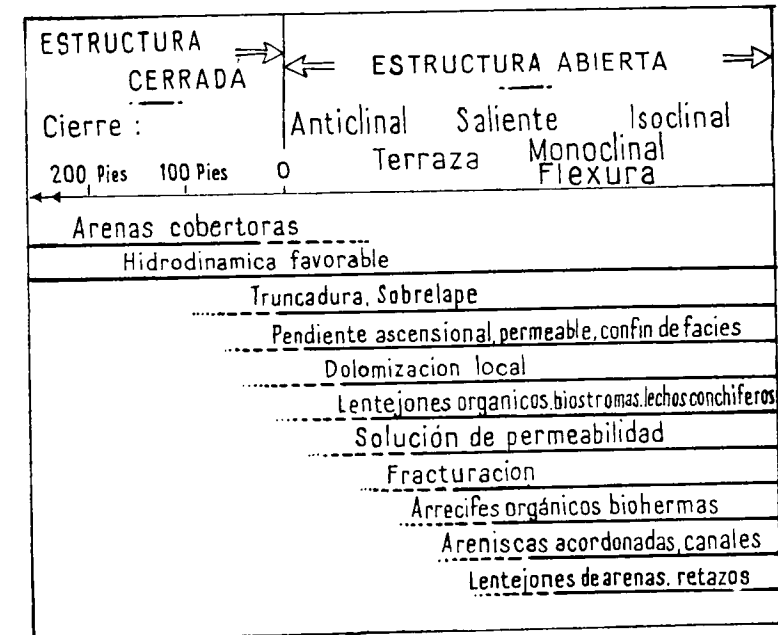 ESTRUCTURA
CERRADA
ESTRUCTURA ABIERTA
Cierre :
Anticlinal Saliente Isoclinal
Terraza Monoclinal
Flexura
200 Pies 100 Pies 0
Arenas cobertoras
Hidrodinamica favorable
Truncadura, Sobrelape
Pendiente ascensional, permeable, confin de facies
Dolomizacion local
Lentejones organicos, biostromas, lechos conchiferos
Solución de permeabilidad
Fracturacion
Arrecifes orgánicos biohermas
Areniscas acordonadas, canales
Lentejones de arenas, retazos